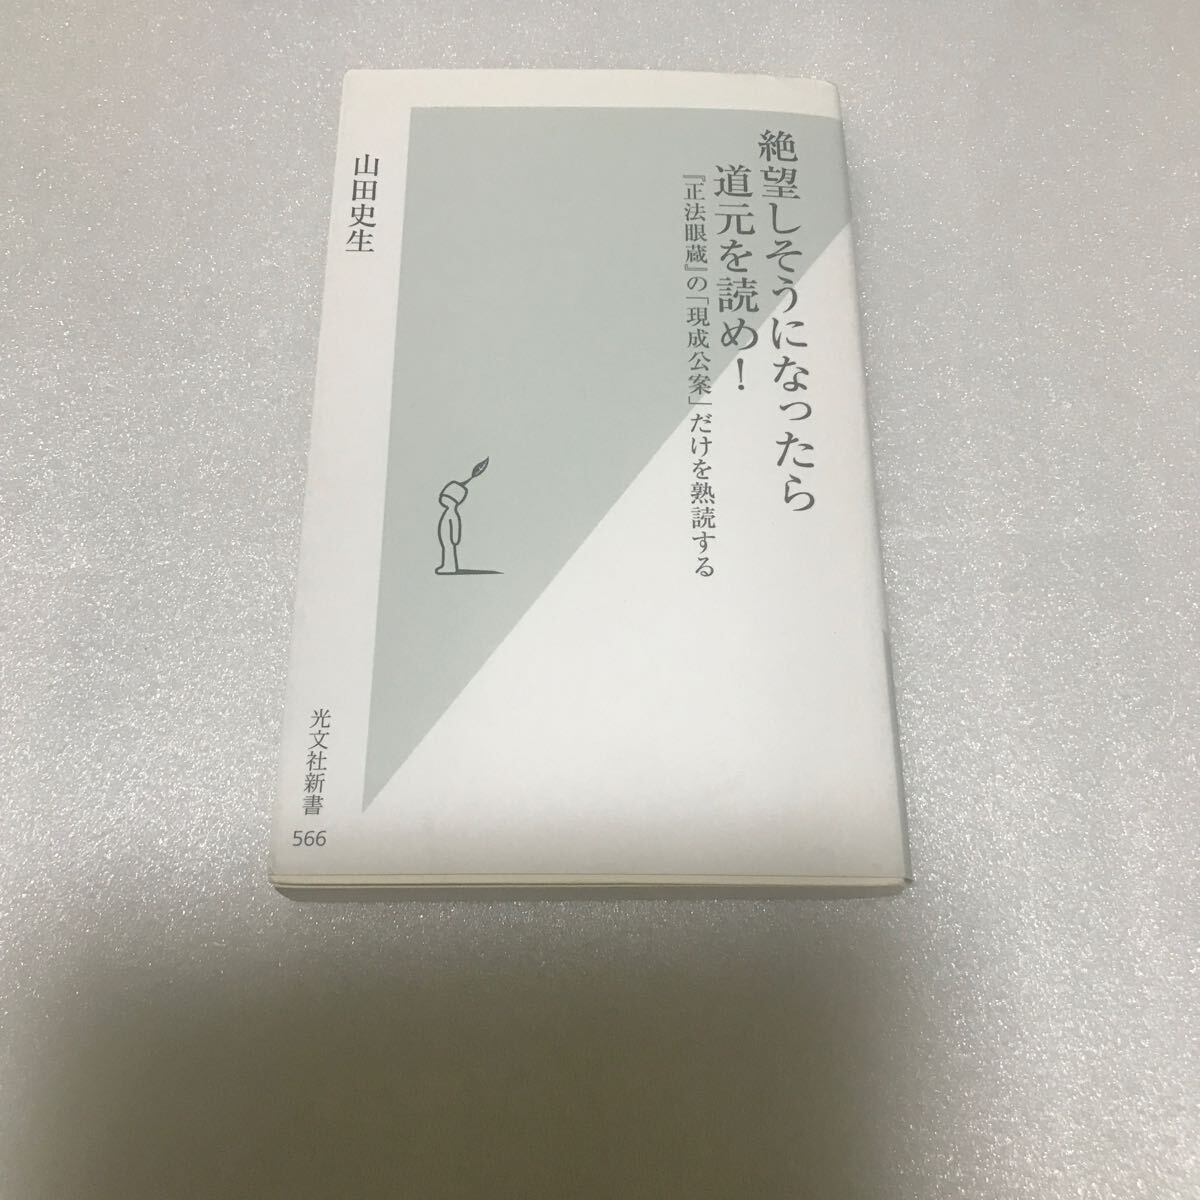 絶望しそうになったら
道元を読め!
『正法眼蔵』の「現成公案」だけを熟読する
山田史生
光文社新書
566